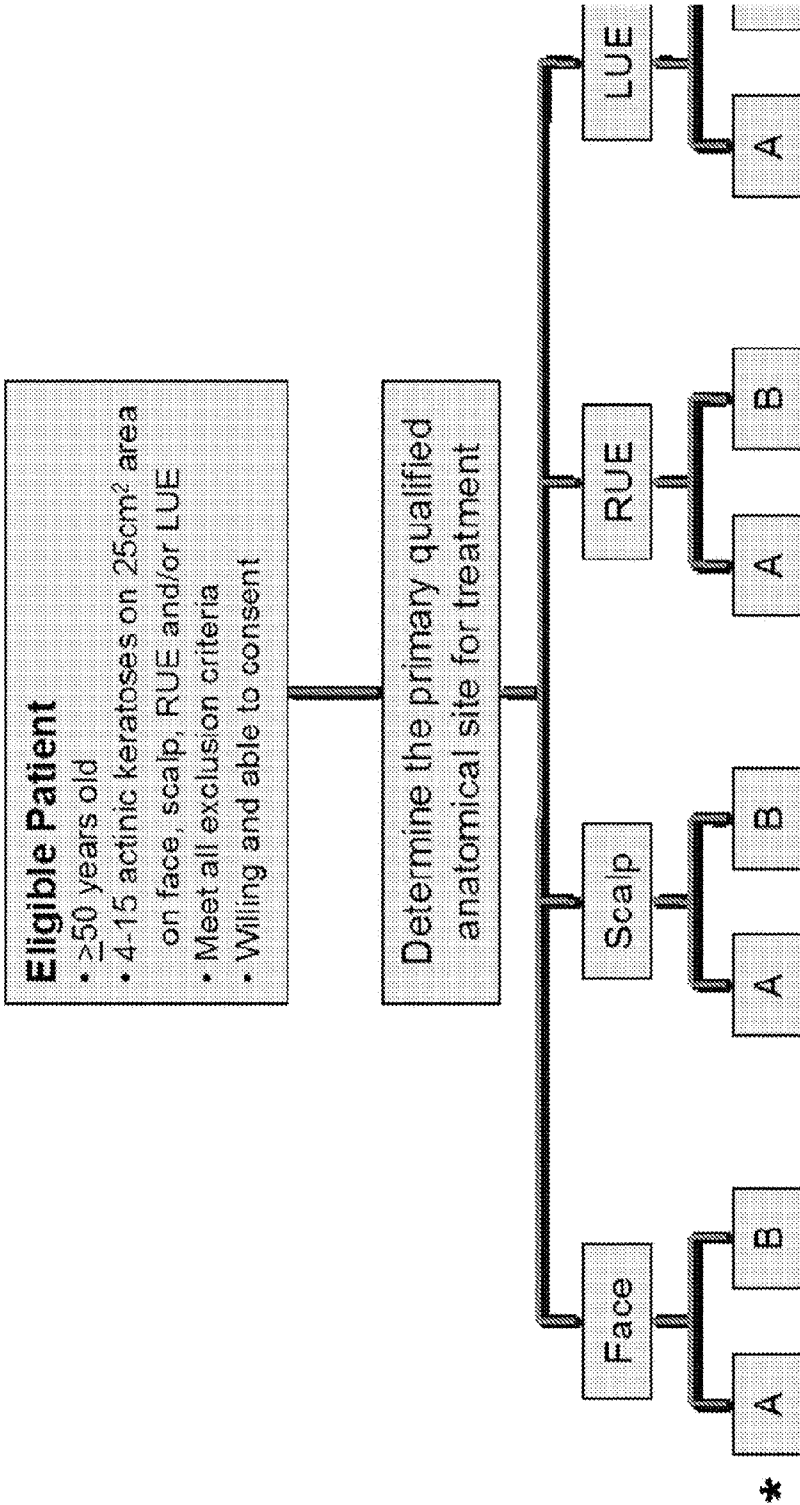 Eligible Patient
• ≥50 years old
• 4-15 actinic keratoses on 25cm² area
on face, scalp, RUE and/or LUE
• Meet all exclusion criteria
• Willing and able to consent
Determine the primary qualified
anatomical site for treatment
Face
Scalp
RUE
LUE
*
A
B
A
B
A
B
A